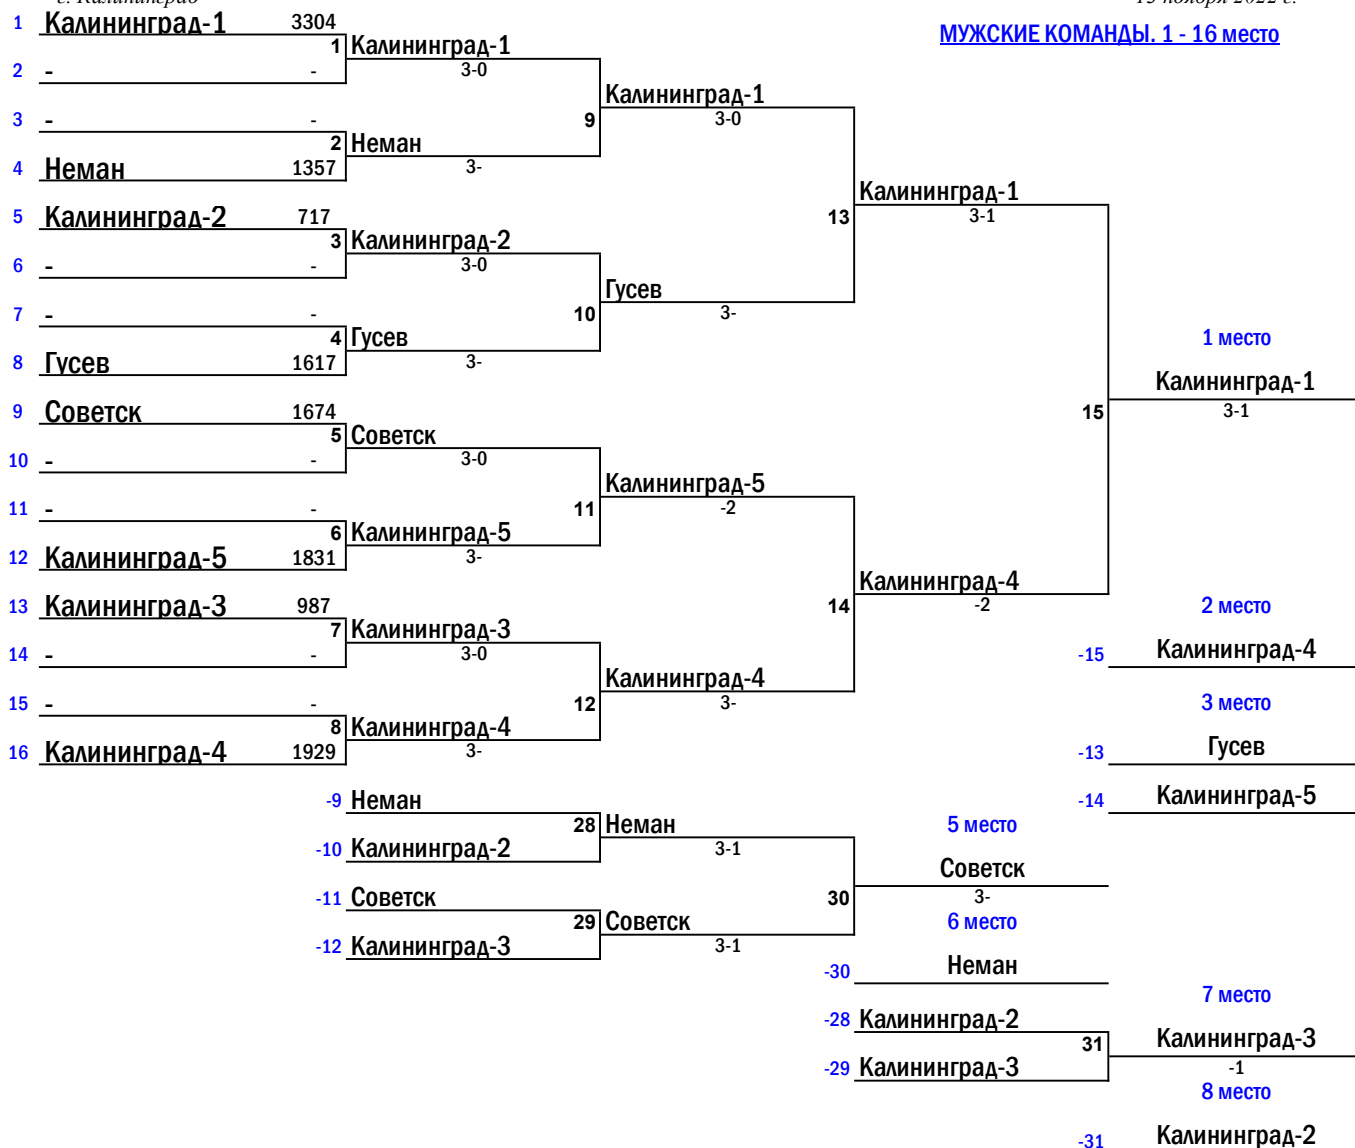 г. Калининград
13 ноября 2022 г.
МУЖСКИЕ КОМАНДЫ. 1 - 16 место
1 Калининград-1 3304
1 Калининград-1
2 - -
3-0
Калининград-1
3 - -
9
3-0
2 Неман
4 Неман 1357
3-
Калининград-1
5 Калининград-2 717
13
3-1
3 Калининград-2
6 - -
3-0
Гусев
7 - -
10
3-
4 Гусев
1 место
8 Гусев 1617
3-
Калининград-1
9 Советск 1674
15
3-1
5 Советск
10 - -
3-0
Калининград-5
11 - -
11
-2
6 Калининград-5
12 Калининград-5 1831
3-
Калининград-4
13 Калининград-3 987
14
-2
2 место
7 Калининград-3
14 - -
3-0
-15 Калининград-4
Калининград-4
15 - -
12
3-
3 место
8 Калининград-4
16 Калининград-4 1929
3-
-13 Гусев
-9 Неман
-14 Калининград-5
28 Неман
5 место
-10 Калининград-2
3-1
Советск
-11 Советск
30
3-
29 Советск
6 место
-12 Калининград-3
3-1
-30 Неман
7 место
-28 Калининград-2
31 Калининград-3
-29 Калининград-3
-1
8 место
-31 Калининград-2